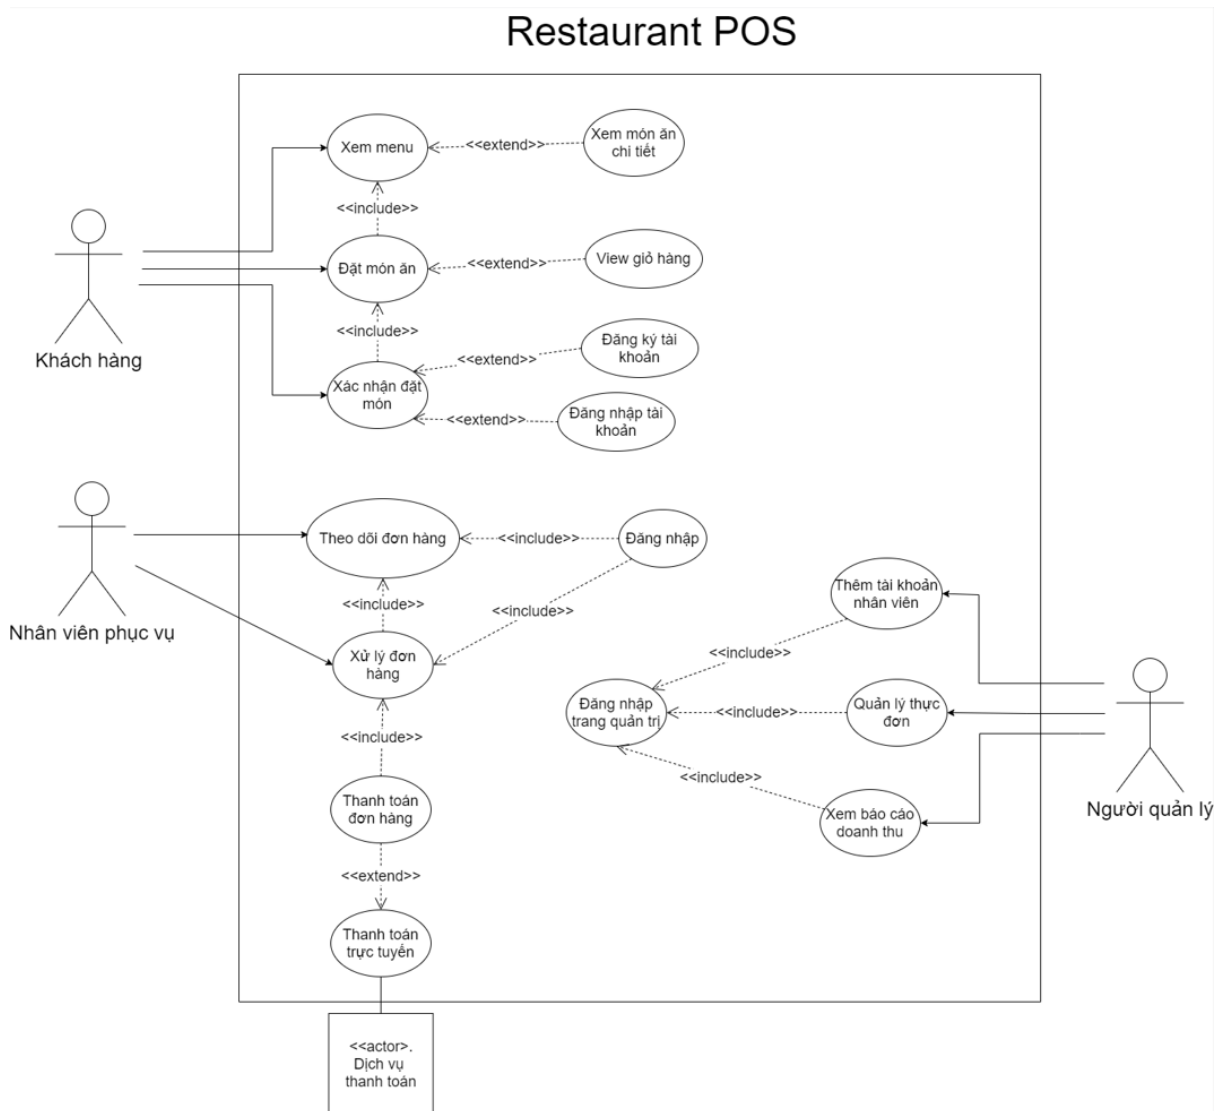 Restaurant POS
Xem menu
<<extend>>
Xem món ăn
chi tiết
<<include>>
Đặt món ăn
<<extend>>
View giỏ hàng
<<include>>
Đăng ký tài
khoản
<<extend>>
Khách hàng
Xác nhận đặt
món
<<extend>>
Đăng nhập tài
khoản
Theo dõi đơn hàng
<<include>>
Đăng nhập
Nhân viên phục vụ
<<include>>
<<include>>
Xử lý đơn
hàng
Thêm tài khoản
nhân viên
<<include>>
Đăng nhập
trang quản trị
<<include>>
Quản lý thực
đơn
<<include>>
<<include>>
Thanh toán
đơn hàng
Xem báo cáo
doanh thu
Người quản lý
<<extend>>
Thanh toán
trực tuyến
<<actor>.
Dịch vụ
thanh toán